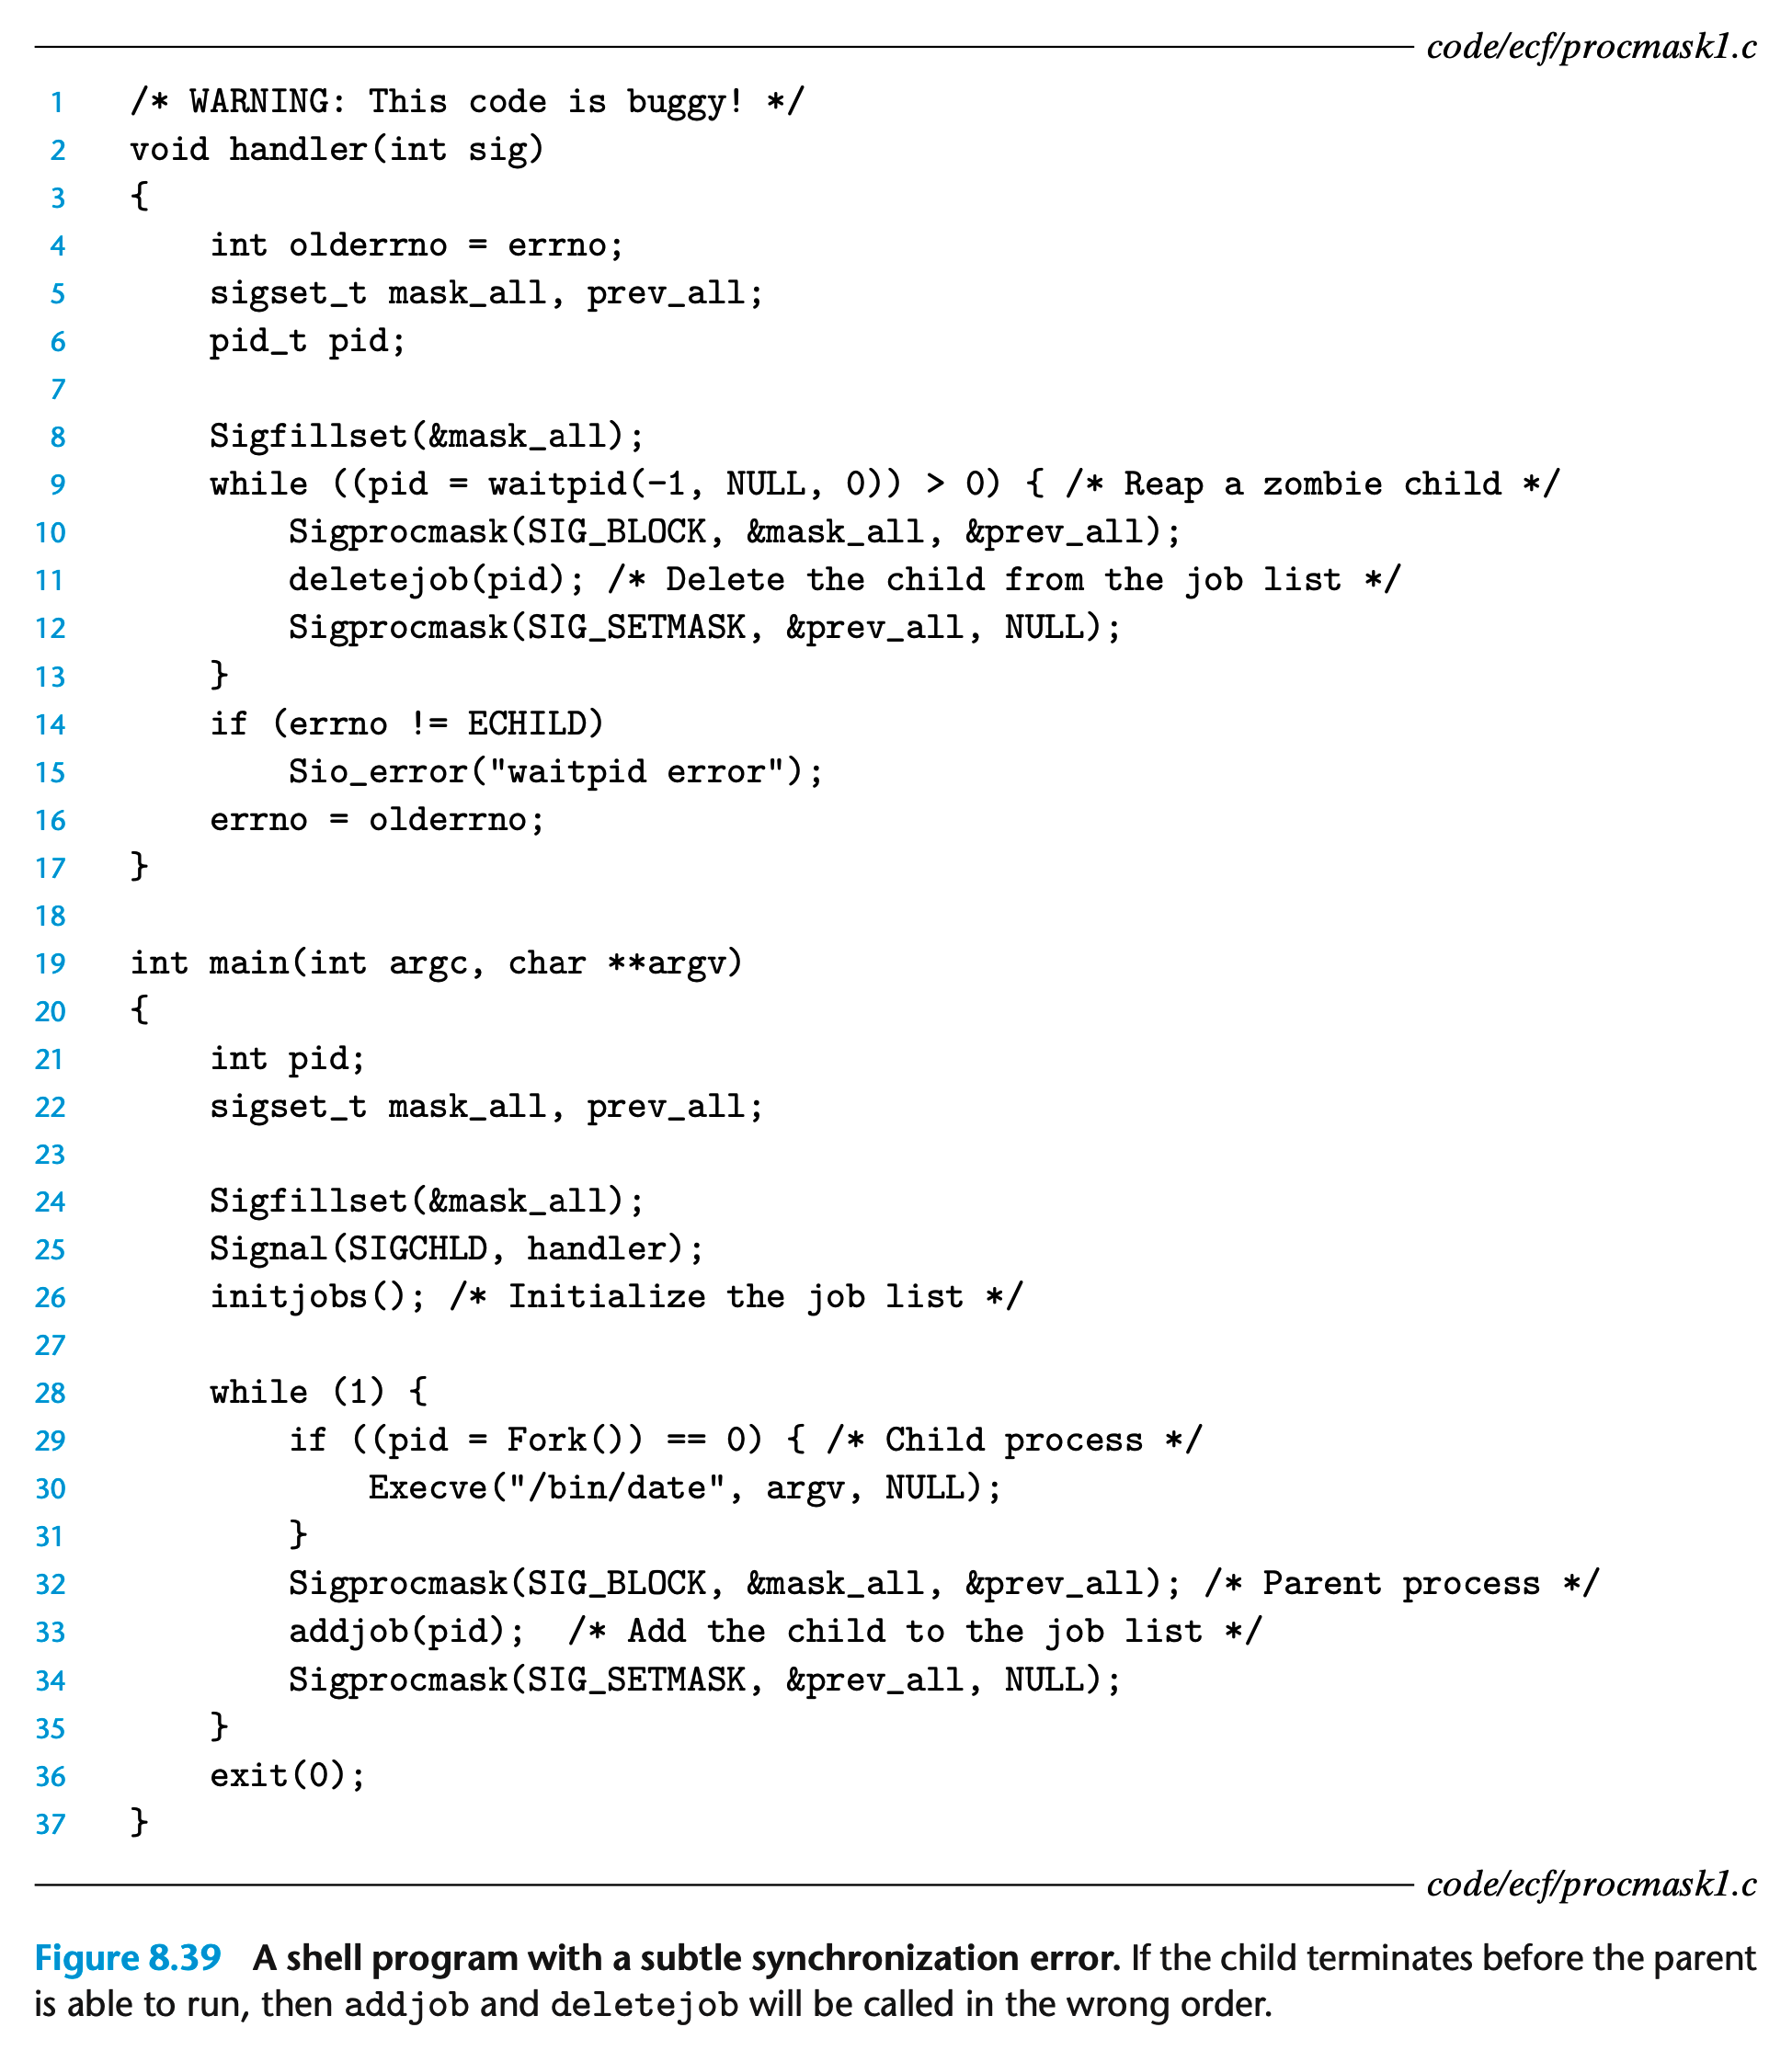 code/ecf/procmask1.c
1 /* WARNING: This code is buggy! */
2 void handler(int sig)
3 {
4     int olderrno = errno;
5     sigset_t mask_all, prev_all;
6     pid_t pid;
7
8     Sigfillset(&mask_all);
9     while ((pid = waitpid(-1, NULL, 0)) > 0) { /* Reap a zombie child */
10         Sigprocmask(SIG_BLOCK, &mask_all, &prev_all);
11         deletejob(pid); /* Delete the child from the job list */
12         Sigprocmask(SIG_SETMASK, &prev_all, NULL);
13     }
14     if (errno != ECHILD)
15         Sio_error("waitpid error");
16     errno = olderrno;
17 }
18
19 int main(int argc, char **argv)
20 {
21     int pid;
22     sigset_t mask_all, prev_all;
23
24     Sigfillset(&mask_all);
25     Signal(SIGCHLD, handler);
26     initjobs(); /* Initialize the job list */
27
28     while (1) {
29         if ((pid = Fork()) == 0) { /* Child process */
30             Execve("/bin/date", argv, NULL);
31         }
32         Sigprocmask(SIG_BLOCK, &mask_all, &prev_all); /* Parent process */
33         addjob(pid);  /* Add the child to the job list */
34         Sigprocmask(SIG_SETMASK, &prev_all, NULL);
35     }
36     exit(0);
37 }
code/ecf/procmask1.c
Figure 8.39 A shell program with a subtle synchronization error. If the child terminates before the parent
is able to run, then addjob and deletejob will be called in the wrong order.